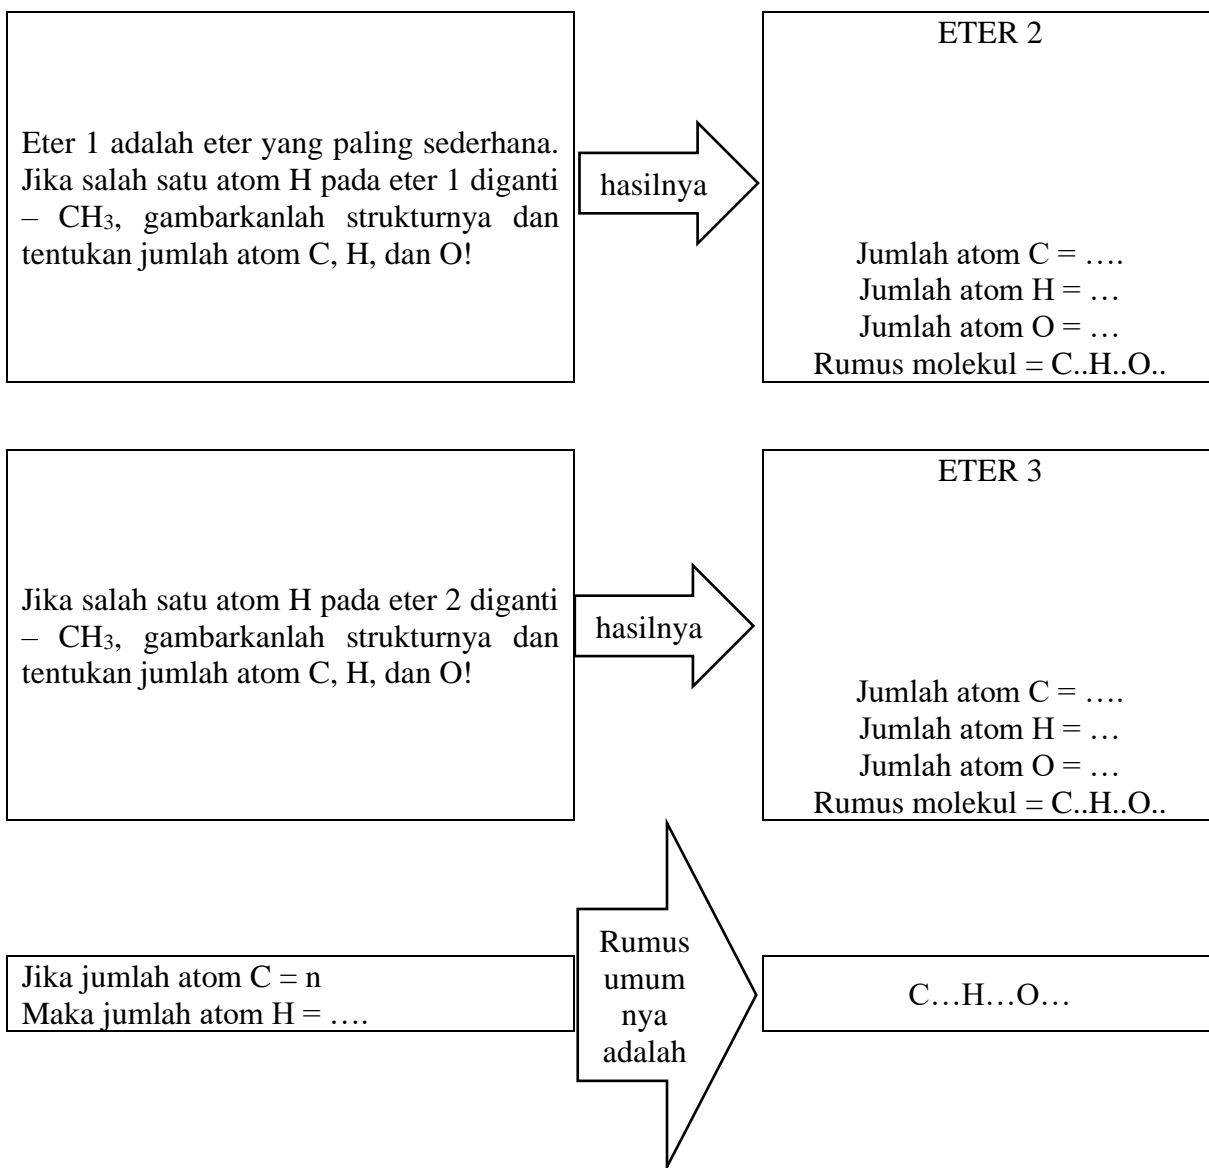 Eter 1 adalah eter yang paling sederhana.
Jika salah satu atom H pada eter 1 diganti
– CH₃, gambarkanlah strukturnya dan
tentukan jumlah atom C, H, dan O!
hasilnya
ETER 2
Jumlah atom C = ….
Jumlah atom H = …
Jumlah atom O = …
Rumus molekul = C..H..O..
Jika salah satu atom H pada eter 2 diganti
– CH₃, gambarkanlah strukturnya dan
tentukan jumlah atom C, H, dan O!
hasilnya
ETER 3
Jumlah atom C = ….
Jumlah atom H = …
Jumlah atom O = …
Rumus molekul = C..H..O..
Jika jumlah atom C = n
Maka jumlah atom H = ….
Rumus
umum
nya
adalah
C…H…O…